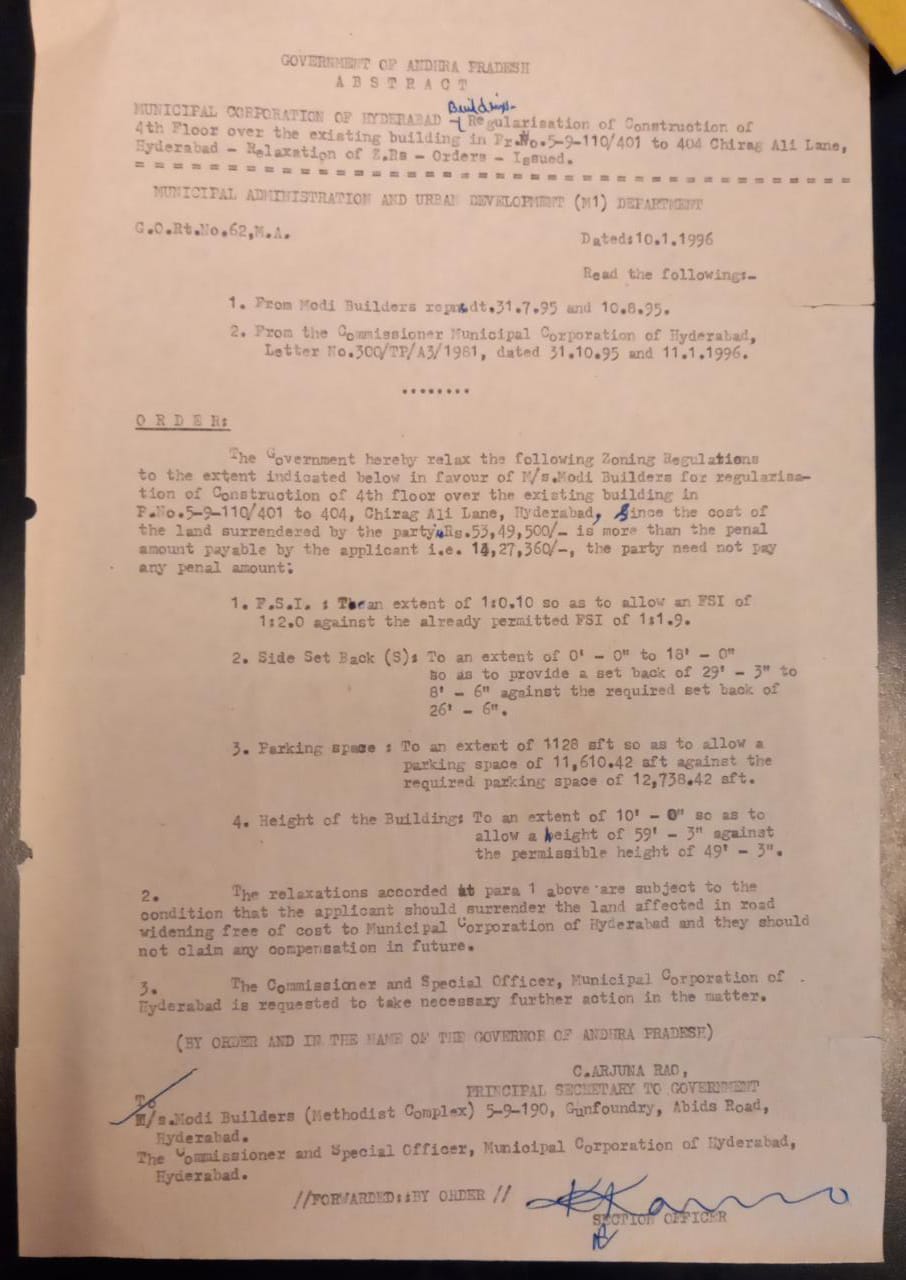 GOVERNMENT OF ANDHRA PRADESH
A B S T R A C T
MUNICIPAL CORPORATION OF HYDERABAD - Buildings - Regularisation of Construction of
4th Floor over the existing building in Pr.No.5-9-110/401 to 404 Chirag Ali Lane,
Hyderabad - Relaxation of Z.Rs - Orders - Issued.
MUNICIPAL ADMINISTRATION AND URBAN DEVELOPMENT (M1) DEPARTMENT
G.O.Rt.No.62,M.A.
Dated:10.1.1996
Read the following:-
1. From Modi Builders repn.dt.31.7.95 and 10.8.95.
2. From the Commissioner Municipal Corporation of Hyderabad,
Letter No.300/TP/A3/1981, dated 31.10.95 and 11.1.1996.
........
O R D E R:
The Government hereby relax the following Zoning Regulations
to the extent indicated below in favour of M/s.Modi Builders for regularisa-
tion of Construction of 4th floor over the existing building in
P.No.5-9-110/401 to 404, Chirag Ali Lane, Hyderabad, Since the cost of
the land surrendered by the party Rs.53,49,500/- is more than the penal
amount payable by the applicant i.e. 14,27,360/-, the party need not pay
any penal amount:
1. F.S.I. : To an extent of 1:0.10 so as to allow an FSI of
1:2.0 against the already permitted FSI of 1:1.9.
2. Side Set Back (S): To an extent of 0' - 0" to 18' - 0"
so as to provide a set back of 29' - 3" to
8' - 6" against the required set back of
26' - 6".
3. Parking space : To an extent of 1128 sft so as to allow a
parking space of 11,610.42 sft against the
required parking space of 12,738.42 sft.
4. Height of the Building: To an extent of 10' - 0" so as to
allow a height of 59' - 3" against
the permissible height of 49' - 3".
2. The relaxations accorded at para 1 above are subject to the
condition that the applicant should surrender the land affected in road
widening free of cost to Municipal Corporation of Hyderabad and they should
not claim any compensation in future.
3. The Commissioner and Special Officer, Municipal Corporation of
Hyderabad is requested to take necessary further action in the matter.
(BY ORDER AND IN THE NAME OF THE GOVERNOR OF ANDHRA PRADESH)
C.ARJUNA RAO,
PRINCIPAL SECRETARY TO GOVERNMENT
To
M/s.Modi Builders (Methodist Complex) 5-9-190, Gunfoundry, Abids Road,
Hyderabad.
The Commissioner and Special Officer, Municipal Corporation of Hyderabad,
Hyderabad.
//FORWARDED::BY ORDER //
SECTION OFFICER